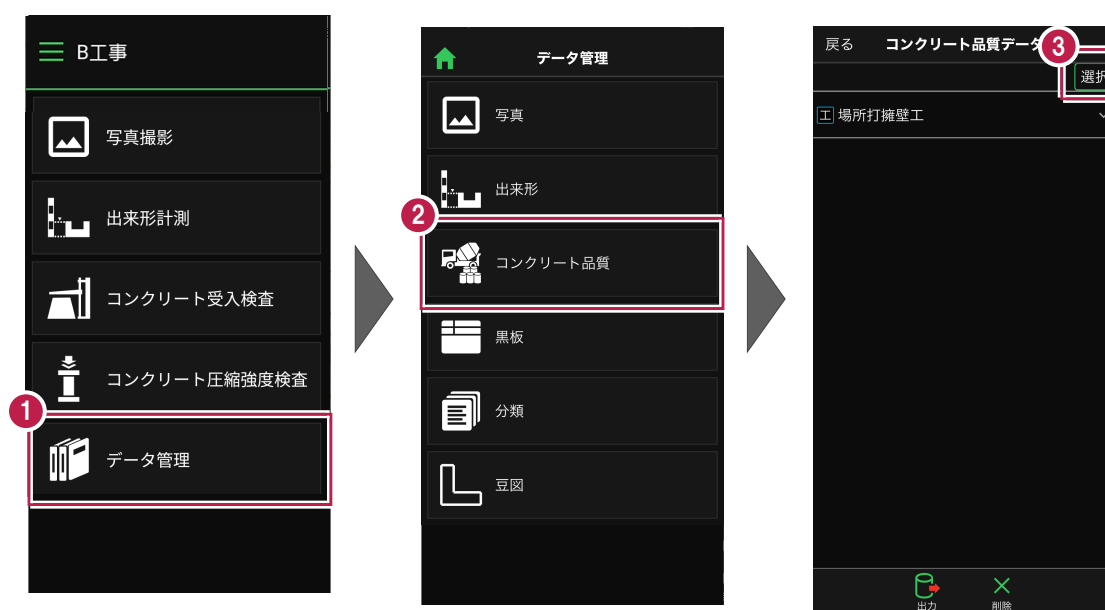 B工事
写真撮影
出来形計測
コンクリート受入検査
コンクリート圧縮強度検査
1
データ管理
データ管理
写真
出来形
2
コンクリート品質
黒板
分類
豆図
戻る
コンクリート品質データ
3
選択
工 場所打擁壁工
出力
削除